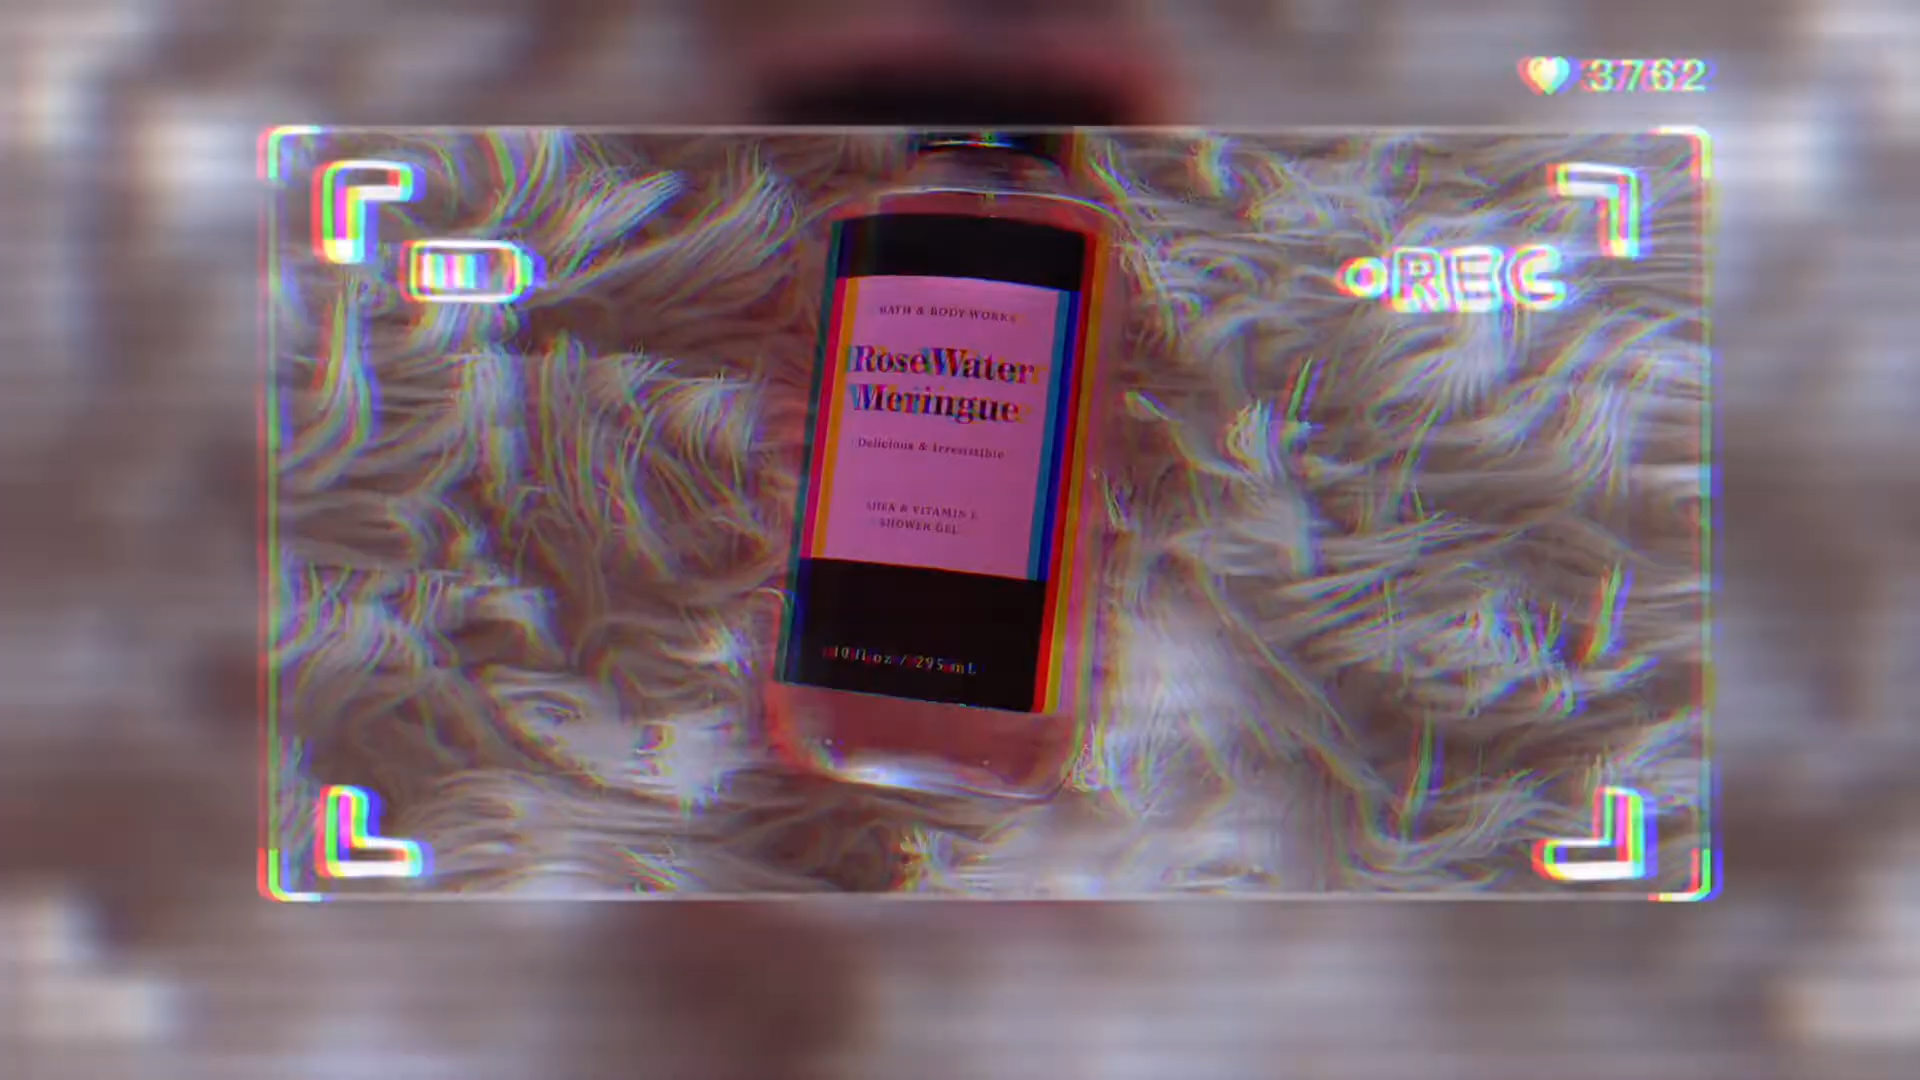 3762
REC
BATH & BODY WORKS
RoseWater
Meringue
Delicious & Irresistible
SHEA & VITAMIN E
SHOWER GEL
10 fl oz / 295 mL